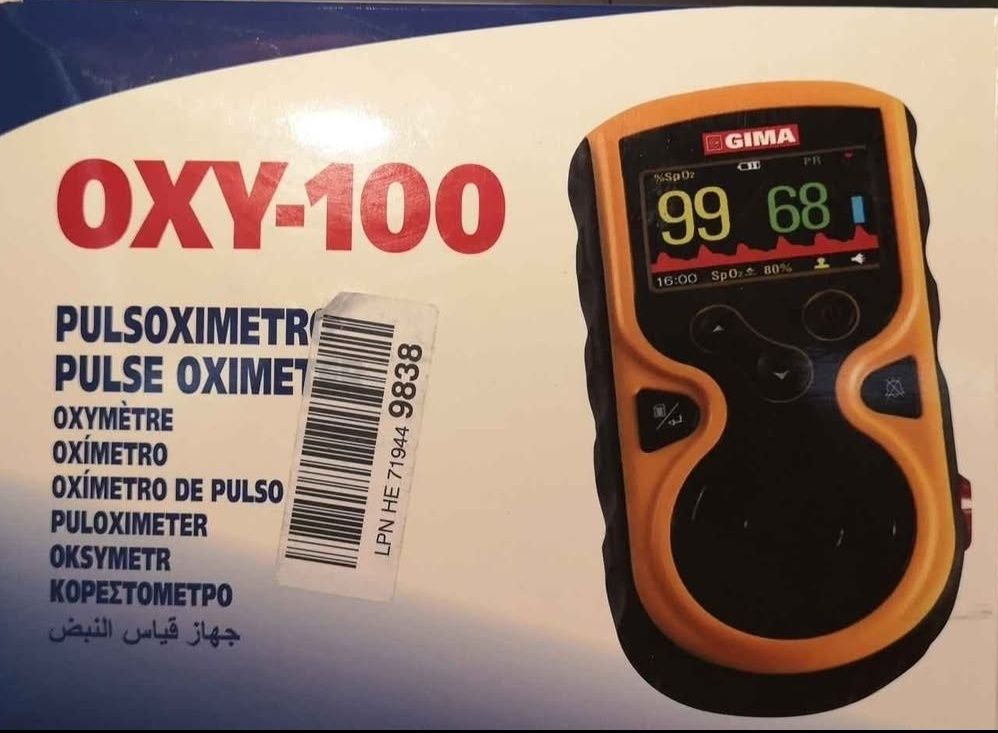 OXY-100
PULSOXIMETR
PULSE OXIMET
OXYMÈTRE
OXÍMETRO
OXÍMETRO DE PULSO
PULOXIMETER
OKSYMETR
ΚΟΡΕΣΤΟΜΕΤΡΟ
جهاز قياس النبض
LPN HE 71944 9838
GIMA
%SpO₂ PR
99 68
16:00 SpO₂ 80%